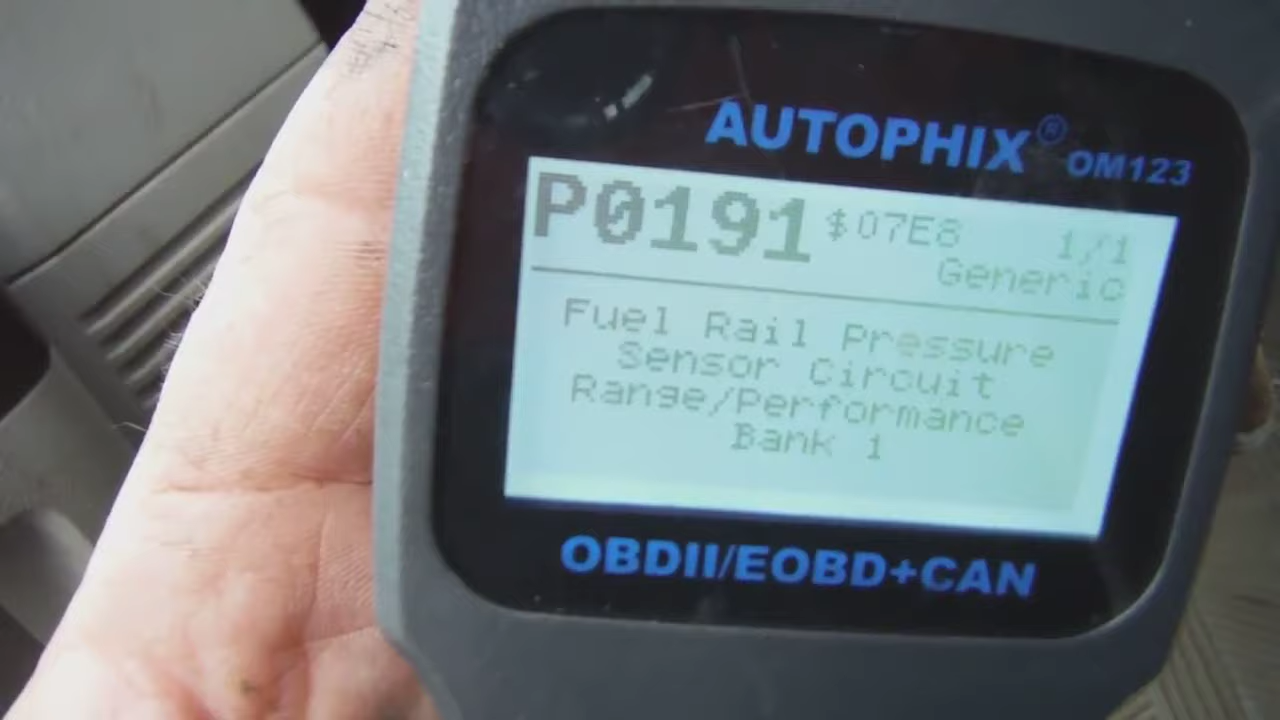 AUTOPHIX® OM123
P0191 $07E8 1/1
Generic
Fuel Rail Pressure
Sensor Circuit
Range/Performance
Bank 1
OBDII/EOBD+CAN